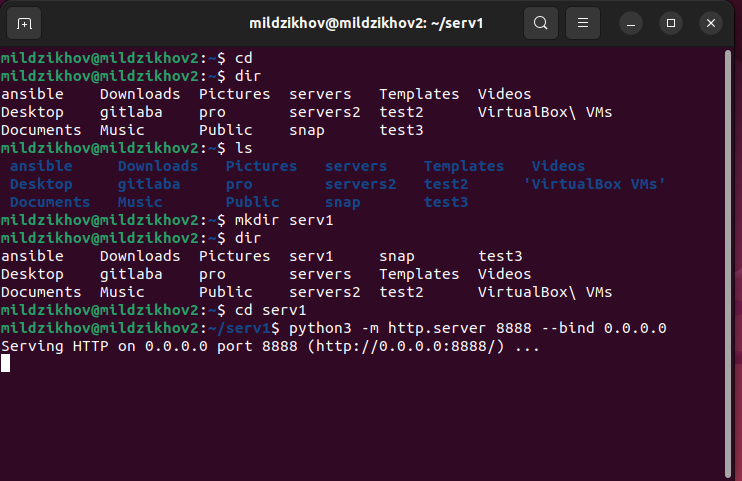 mildzikhov@mildzikhov2: ~/serv1
mildzikhov@mildzikhov2:~$ cd
mildzikhov@mildzikhov2:~$ dir
ansible    Downloads  Pictures  servers   Templates  Videos
Desktop    gitlaba    pro       servers2  test2      VirtualBox\ VMs
Documents  Music      Public    snap      test3
mildzikhov@mildzikhov2:~$ ls
 ansible     Downloads   Pictures   servers    Templates   Videos
 Desktop     gitlaba     pro        servers2   test2      'VirtualBox VMs'
 Documents   Music       Public     snap       test3
mildzikhov@mildzikhov2:~$ mkdir serv1
mildzikhov@mildzikhov2:~$ dir
ansible    Downloads  Pictures  serv1     snap       test3
Desktop    gitlaba    pro       servers   Templates  Videos
Documents  Music      Public    servers2  test2      VirtualBox\ VMs
mildzikhov@mildzikhov2:~$ cd serv1
mildzikhov@mildzikhov2:~/serv1$ python3 -m http.server 8888 --bind 0.0.0.0
Serving HTTP on 0.0.0.0 port 8888 (http://0.0.0.0:8888/) ...